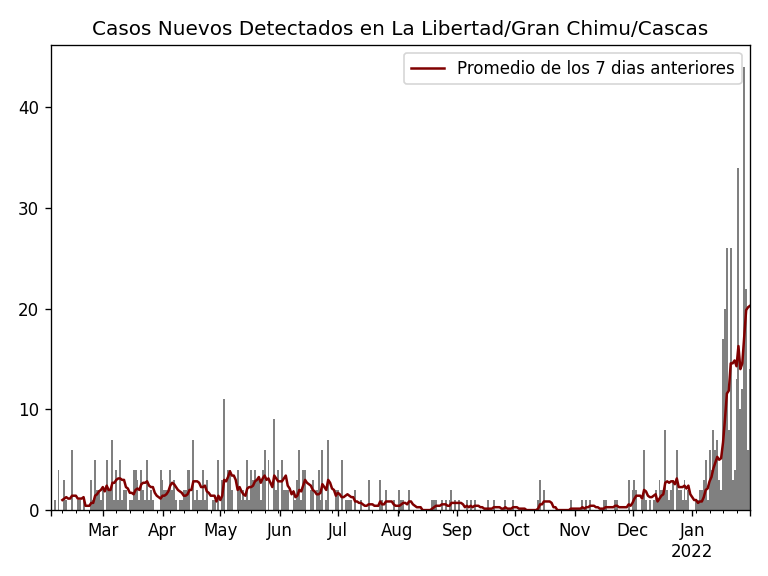 Casos Nuevos Detectados en La Libertad/Gran Chimu/Cascas
Promedio de los 7 dias anteriores
40
30
20
10
0
Mar Apr May Jun Jul Aug Sep Oct Nov Dec Jan
2022